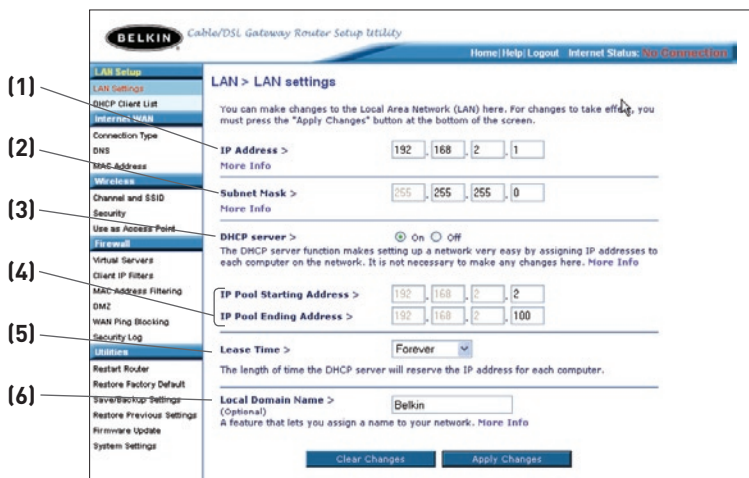 BELKIN
Cable/DSL Gateway Router Setup Utility
Home|Help|Logout Internet Status: No Connection
LAN Setup
LAN Settings
DHCP Client List
Internet WAN
Connection Type
DNS
MAC Address
Wireless
Channel and SSID
Security
Use as Access Point
Firewall
Virtual Servers
Client IP Filters
MAC Address Filtering
DMZ
WAN Ping Blocking
Security Log
Utilities
Restart Router
Restore Factory Default
Save/Backup Settings
Restore Previous Settings
Firmware Update
System Settings
LAN > LAN settings
You can make changes to the Local Area Network (LAN) here. For changes to take effect, you
must press the "Apply Changes" button at the bottom of the screen.
(1)
IP Address > 192 . 168 . 2 . 1
More Info
(2)
Subnet Mask > 255 . 255 . 255 . 0
More Info
(3)
DHCP server > On Off
The DHCP server function makes setting up a network very easy by assigning IP addresses to
each computer on the network. It is not necessary to make any changes here. More Info
(4)
IP Pool Starting Address > 192 . 168 . 2 . 2
IP Pool Ending Address > 192 . 168 . 2 . 100
(5)
Lease Time > Forever
The length of time the DHCP server will reserve the IP address for each computer.
(6)
Local Domain Name > Belkin
(Optional)
A feature that lets you assign a name to your network. More Info
Clear Changes Apply Changes